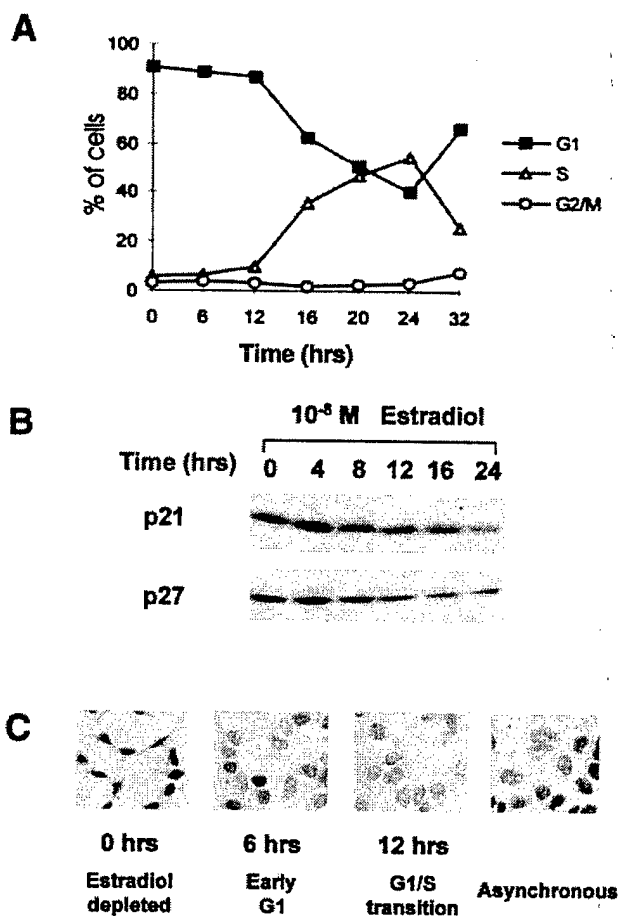 A
100
80
60
40
20
0
% of cells
0 6 12 16 20 24 32
Time (hrs)
G1
S
G2/M
B
10⁻⁸ M Estradiol
Time (hrs) 0 4 8 12 16 24
p21
p27
C
0 hrs 6 hrs 12 hrs
Estradiol depleted
Early G1
G1/S transition
Asynchronous